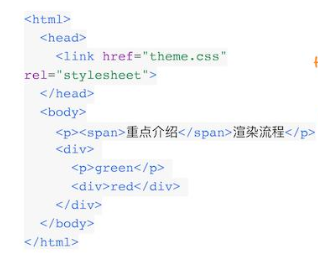 <html>
<head>
<link href="theme.css"
rel="stylesheet">
</head>
<body>
<p><span>重点介绍</span>渲染流程</p>
<div>
<p>green</p>
<div>red</div>
</div>
</body>
</html>